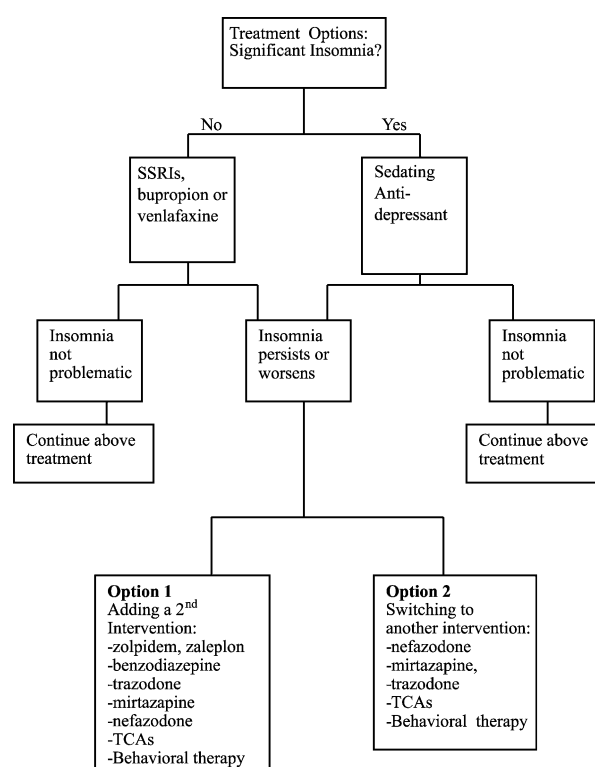 Treatment Options:
Significant Insomnia?
No
Yes
SSRIs,
bupropion or
venlafaxine
Sedating
Anti-
depressant
Insomnia
not
problematic
Insomnia
persists or
worsens
Insomnia
not
problematic
Continue above
treatment
Continue above
treatment
Option 1
Adding a 2nd
Intervention:
-zolpidem, zaleplon
-benzodiazepine
-trazodone
-mirtazapine
-nefazodone
-TCAs
-Behavioral therapy
Option 2
Switching to
another intervention:
-nefazodone
-mirtazapine,
-trazodone
-TCAs
-Behavioral therapy